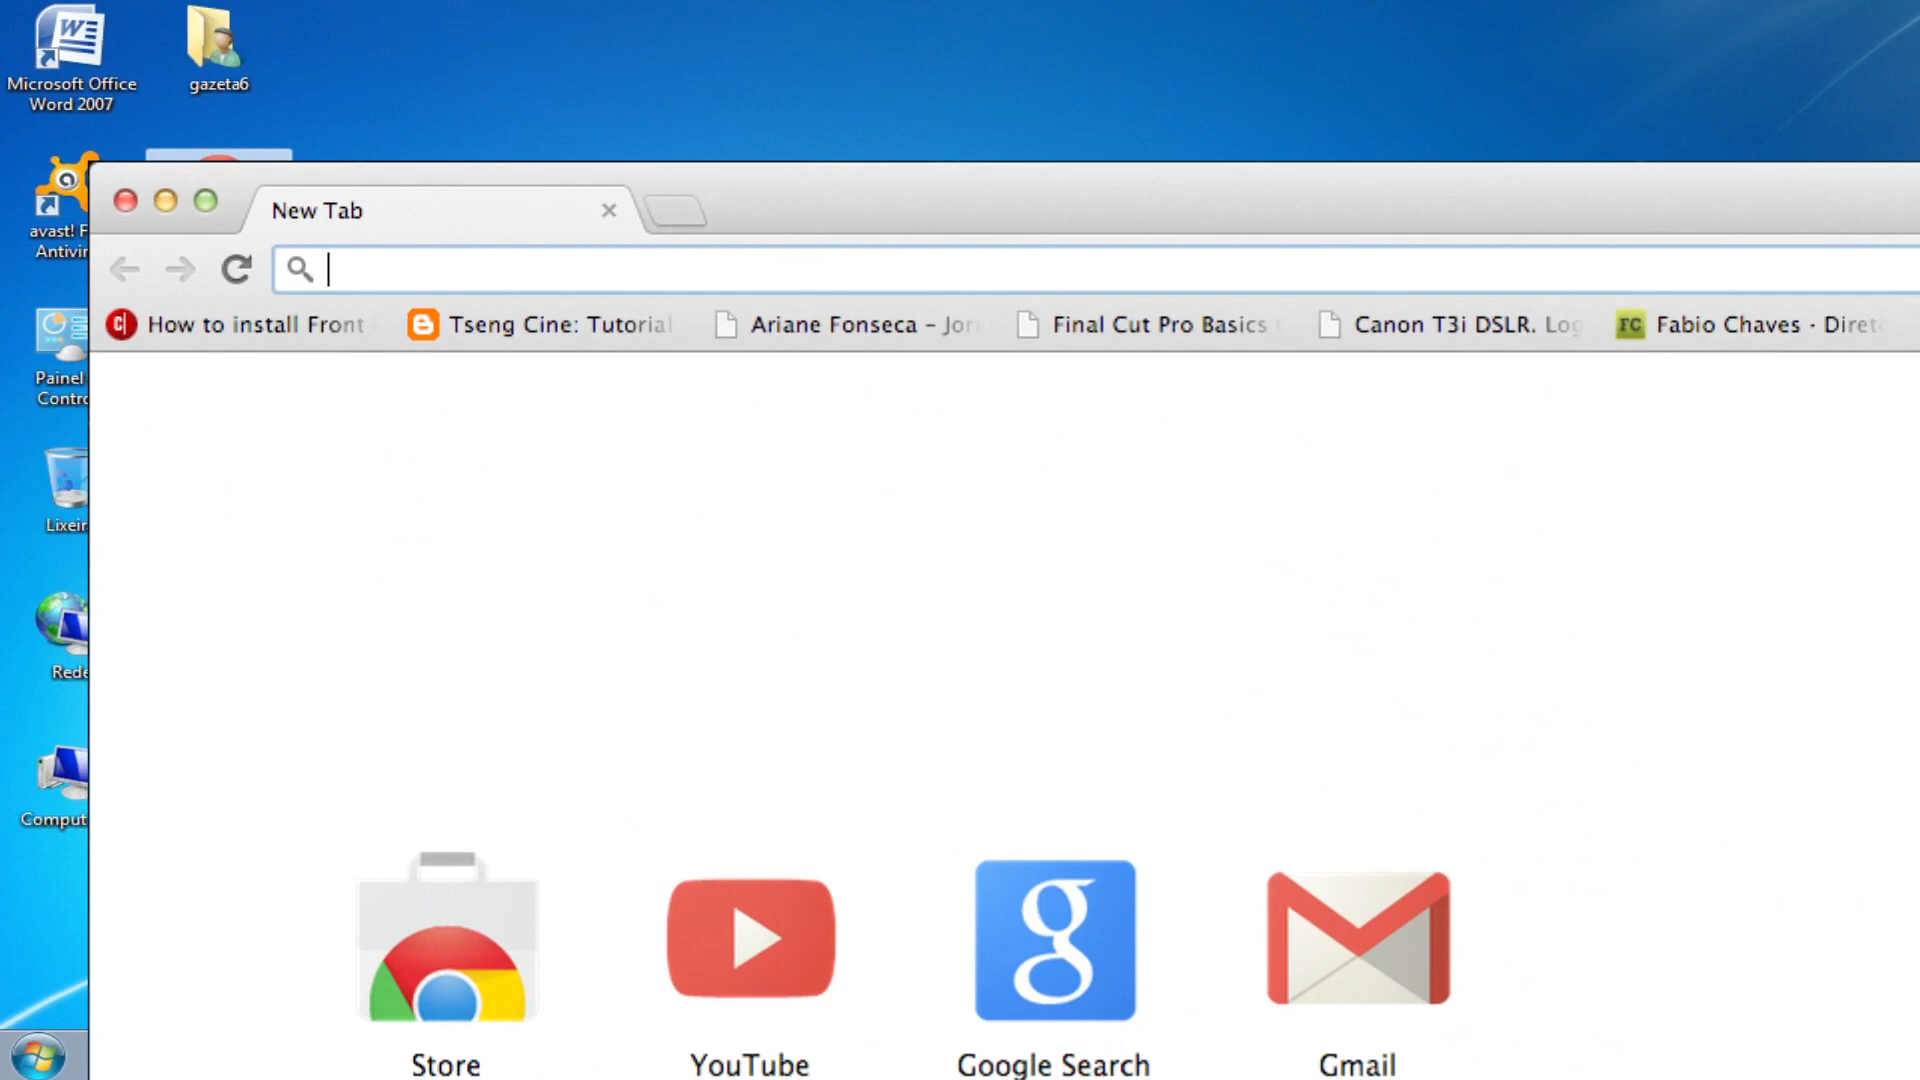 Microsoft Office
Word 2007
gazeta6
avast! F
Antivir
Painel
Contro
Lixeir
Rede
Comput
New Tab
How to install Front
Tseng Cine: Tutorial
Ariane Fonseca – Jor
Final Cut Pro Basics
Canon T3i DSLR. Log
FC
Fabio Chaves - Direto
Store
YouTube
Google Search
Gmail